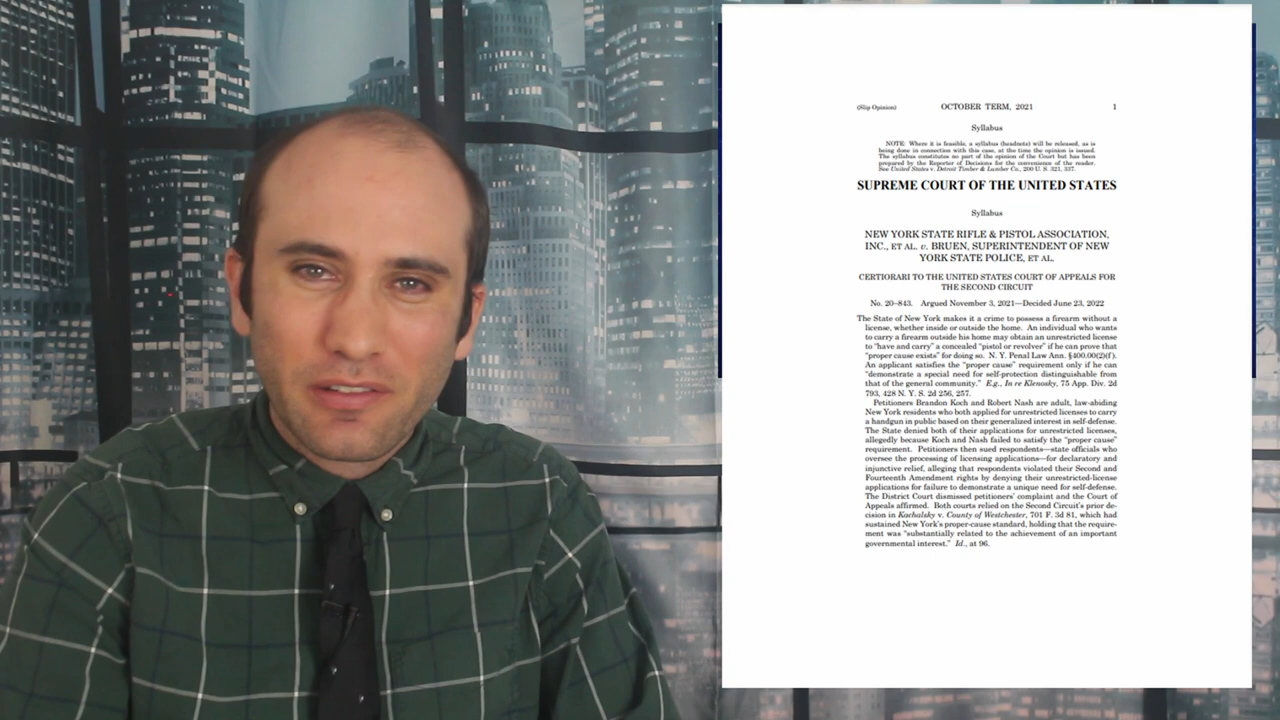 (Slip Opinion) OCTOBER TERM, 2021 1
Syllabus
NOTE: Where it is feasible, a syllabus (headnote) will be released, as is
being done in connection with this case, at the time the opinion is issued.
The syllabus constitutes no part of the opinion of the Court but has been
prepared by the Reporter of Decisions for the convenience of the reader.
See United States v. Detroit Timber & Lumber Co., 200 U. S. 321, 337.
SUPREME COURT OF THE UNITED STATES
Syllabus
NEW YORK STATE RIFLE & PISTOL ASSOCIATION,
INC., ET AL. v. BRUEN, SUPERINTENDENT OF NEW
YORK STATE POLICE, ET AL.
CERTIORARI TO THE UNITED STATES COURT OF APPEALS FOR
THE SECOND CIRCUIT
No. 20–843. Argued November 3, 2021—Decided June 23, 2022
The State of New York makes it a crime to possess a firearm without a
license, whether inside or outside the home. An individual who wants
to carry a firearm outside his home may obtain an unrestricted license
to “have and carry” a concealed “pistol or revolver” if he can prove that
“proper cause exists” for doing so. N. Y. Penal Law Ann. §400.00(2)(f).
An applicant satisfies the “proper cause” requirement only if he can
“demonstrate a special need for self-protection distinguishable from
that of the general community.” E.g., In re Klenosky, 75 App. Div. 2d
793, 428 N. Y. S. 2d 256, 257.
Petitioners Brandon Koch and Robert Nash are adult, law-abiding
New York residents who both applied for unrestricted licenses to carry
a handgun in public based on their generalized interest in self-defense.
The State denied both of their applications for unrestricted licenses,
allegedly because Koch and Nash failed to satisfy the “proper cause”
requirement. Petitioners then sued respondents—state officials who
oversee the processing of licensing applications—for declaratory and
injunctive relief, alleging that respondents violated their Second and
Fourteenth Amendment rights by denying their unrestricted-license
applications for failure to demonstrate a unique need for self-defense.
The District Court dismissed petitioners’ complaint and the Court of
Appeals affirmed. Both courts relied on the Second Circuit’s prior de-
cision in Kachalsky v. County of Westchester, 701 F. 3d 81, which had
sustained New York’s proper-cause standard, holding that the require-
ment was “substantially related to the achievement of an important
governmental interest.” Id., at 96.